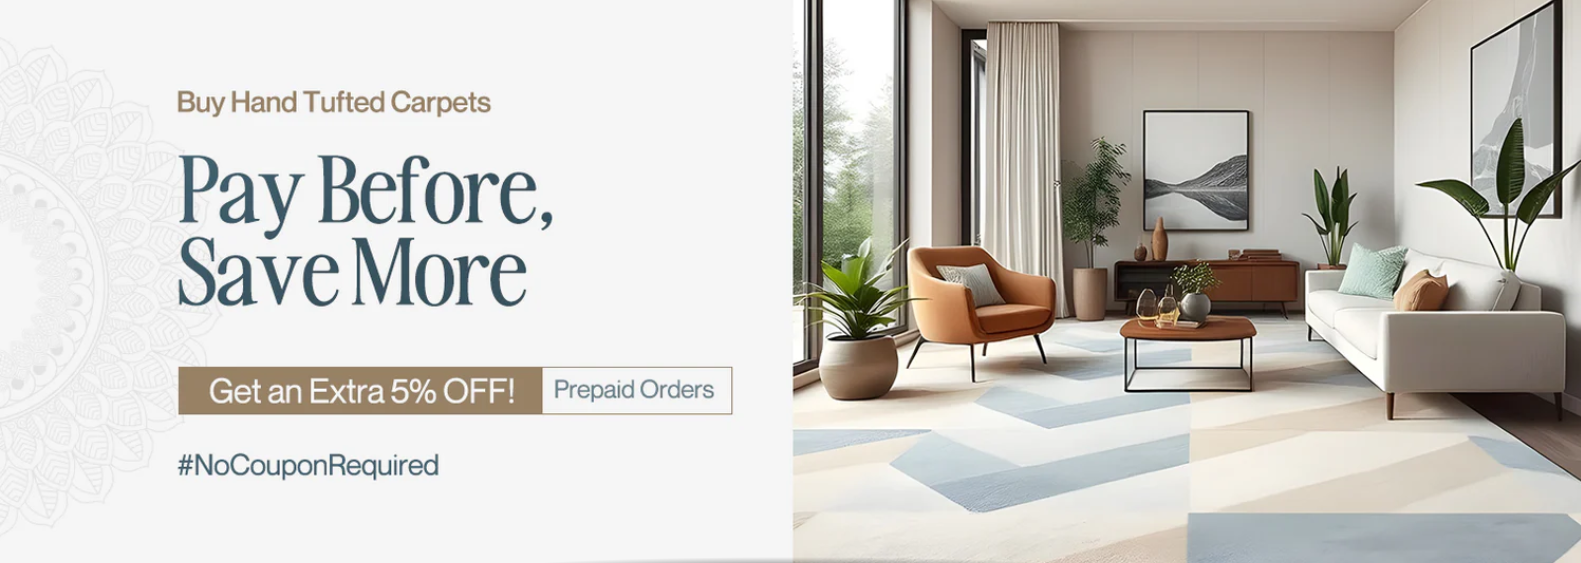 Buy Hand Tufted Carpets
Pay Before,
Save More
Get an Extra 5% OFF! Prepaid Orders
#NoCouponRequired